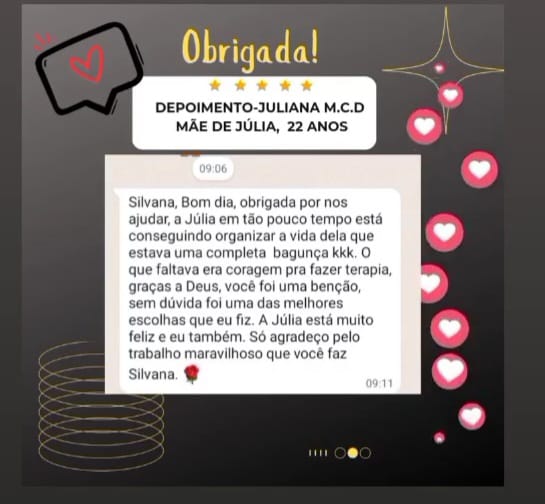 Obrigada!
DEPOIMENTO-JULIANA M.C.D
MÃE DE JÚLIA, 22 ANOS
09:06
Silvana, Bom dia, obrigada por nos
ajudar, a Júlia em tão pouco tempo está
conseguindo organizar a vida dela que
estava uma completa bagunça kkk. O
que faltava era coragem pra fazer terapia,
graças a Deus, você foi uma benção,
sem dúvida foi uma das melhores
escolhas que eu fiz. A Júlia está muito
feliz e eu também. Só agradeço pelo
trabalho maravilhoso que você faz
Silvana. 🌹
09:11